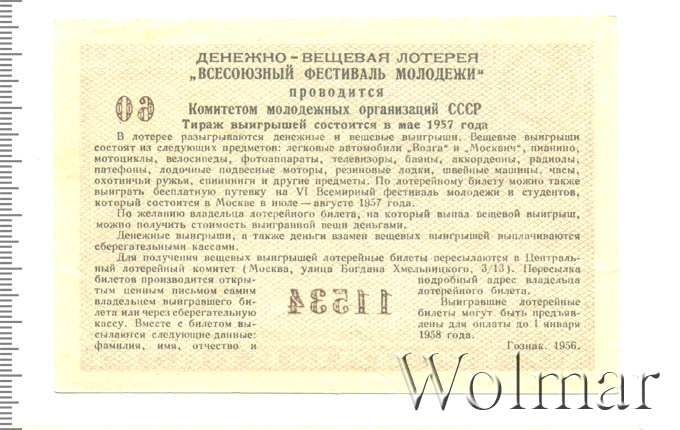 ДЕНЕЖНО-ВЕЩЕВАЯ ЛОТЕРЕЯ
„ВСЕСОЮЗНЫЙ ФЕСТИВАЛЬ МОЛОДЕЖИ“
проводится
Комитетом молодежных организаций СССР
60
Тираж выигрышей состоится в мае 1957 года
В лотерее разыгрываются денежные и вещевые выигрыши. Вещевые выигрыши
состоят из следующих предметов: легковые автомобили „Волга“ и „Москвич“, пианино,
мотоциклы, велосипеды, фотоаппараты, телевизоры, баяны, аккордеоны, радиолы,
патефоны, лодочные подвесные моторы, резиновые лодки, швейные машины, часы,
охотничьи ружья, спиннинги и другие предметы. По лотерейному билету можно также
выиграть бесплатную путевку на VI Всемирный фестиваль молодежи и студентов,
который состоится в Москве в июле—августе 1957 года.
По желанию владельца лотерейного билета, на который выпал вещевой выигрыш,
можно получить стоимость выигранной вещи деньгами.
Денежные выигрыши, а также деньги взамен вещевых выигрышей выплачиваются
сберегательными кассами.
Для получения вещевых выигрышей лотерейные билеты пересылаются в Централь-
ный лотерейный комитет (Москва, улица Богдана Хмельницкого, 3/13). Пересылка
билетов производится откры-
тым ценным письмом самим
владельцем выигравшего би-
лета или через сберегательную
кассу. Вместе с билетом вы-
сылаются следующие данные:
фамилия, имя, отчество и
11534
подробный адрес владельца
лотерейного билета.
Выигравшие лотерейные
билеты могут быть предъяв-
лены для оплаты до 1 января
1958 года.
Гознак. 1956.
Wolmar